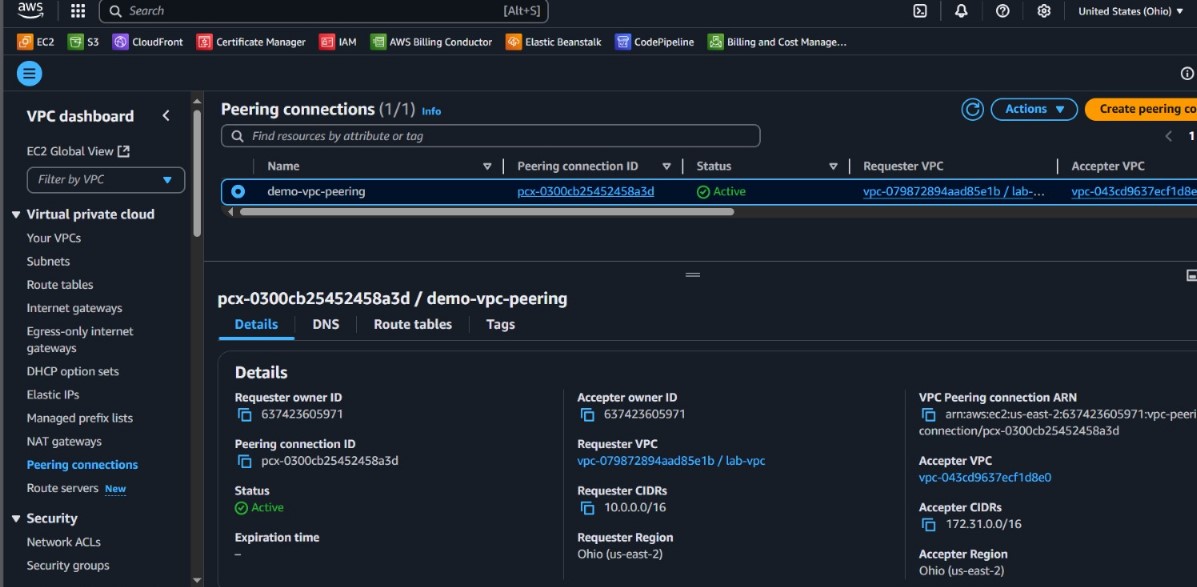 aws
Search [Alt+S] United States (Ohio)
EC2 S3 CloudFront Certificate Manager IAM AWS Billing Conductor Elastic Beanstalk CodePipeline Billing and Cost Manage...
VPC dashboard
EC2 Global View
Filter by VPC
Virtual private cloud
Your VPCs
Subnets
Route tables
Internet gateways
Egress-only internet
gateways
DHCP option sets
Elastic IPs
Managed prefix lists
NAT gateways
Peering connections
Route servers New
Security
Network ACLs
Security groups
Peering connections (1/1) Info
Actions
Create peering co
Find resources by attribute or tag
1
Name Peering connection ID Status Requester VPC Accepter VPC
demo-vpc-peering pcx-0300cb25452458a3d Active vpc-079872894aad85e1b / lab-... vpc-043cd9637ecf1d8e
pcx-0300cb25452458a3d / demo-vpc-peering
Details DNS Route tables Tags
Details
Requester owner ID
637423605971
Peering connection ID
pcx-0300cb25452458a3d
Status
Active
Expiration time
–
Accepter owner ID
637423605971
Requester VPC
vpc-079872894aad85e1b / lab-vpc
Requester CIDRs
10.0.0.0/16
Requester Region
Ohio (us-east-2)
VPC Peering connection ARN
arn:aws:ec2:us-east-2:637423605971:vpc-peeri
connection/pcx-0300cb25452458a3d
Accepter VPC
vpc-043cd9637ecf1d8e0
Accepter CIDRs
172.31.0.0/16
Accepter Region
Ohio (us-east-2)